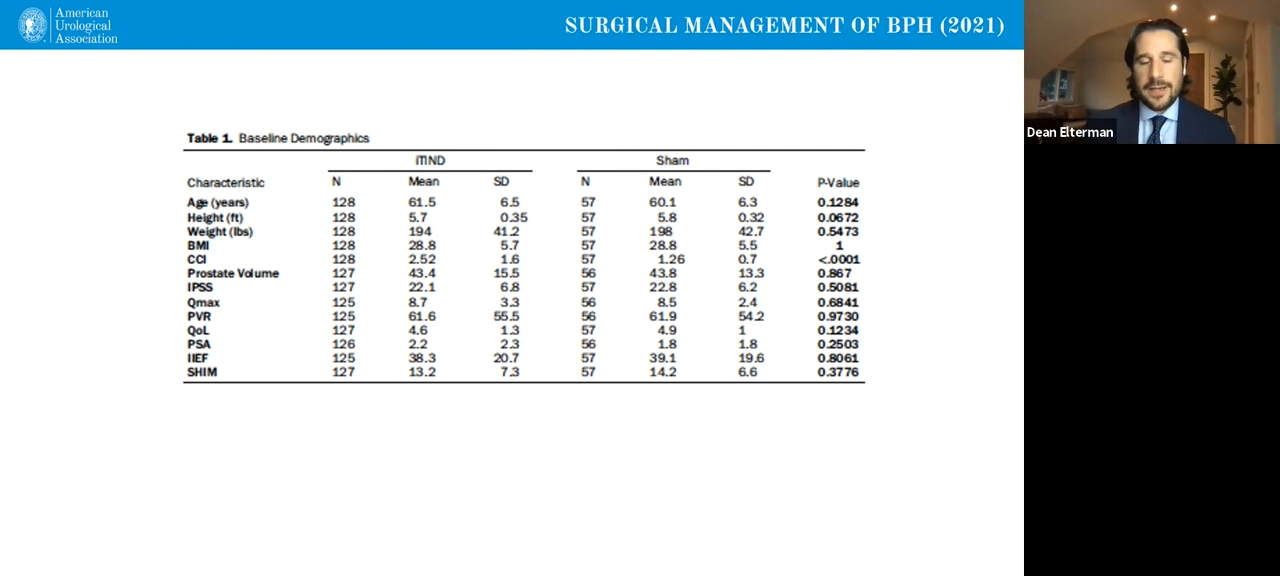 American
Urological
Association
SURGICAL MANAGEMENT OF BPH (2021)
Dean Elterman
Table 1. Baseline Demographics
iTIND Sham
Characteristic N Mean SD N Mean SD P-Value
Age (years) 128 61.5 6.5 57 60.1 6.3 0.1284
Height (ft) 128 5.7 0.35 57 5.8 0.32 0.0672
Weight (lbs) 128 194 41.2 57 198 42.7 0.5473
BMI 128 28.8 5.7 57 28.8 5.5 1
CCI 128 2.52 1.6 57 1.26 0.7 <.0001
Prostate Volume 127 43.4 15.5 56 43.8 13.3 0.867
IPSS 127 22.1 6.8 57 22.8 6.2 0.5081
Qmax 125 8.7 3.3 56 8.5 2.4 0.6841
PVR 125 61.6 55.5 56 61.9 54.2 0.9730
QoL 127 4.6 1.3 57 4.9 1 0.1234
PSA 126 2.2 2.3 56 1.8 1.8 0.2503
IIEF 125 38.3 20.7 57 39.1 19.6 0.8061
SHIM 127 13.2 7.3 57 14.2 6.6 0.3776